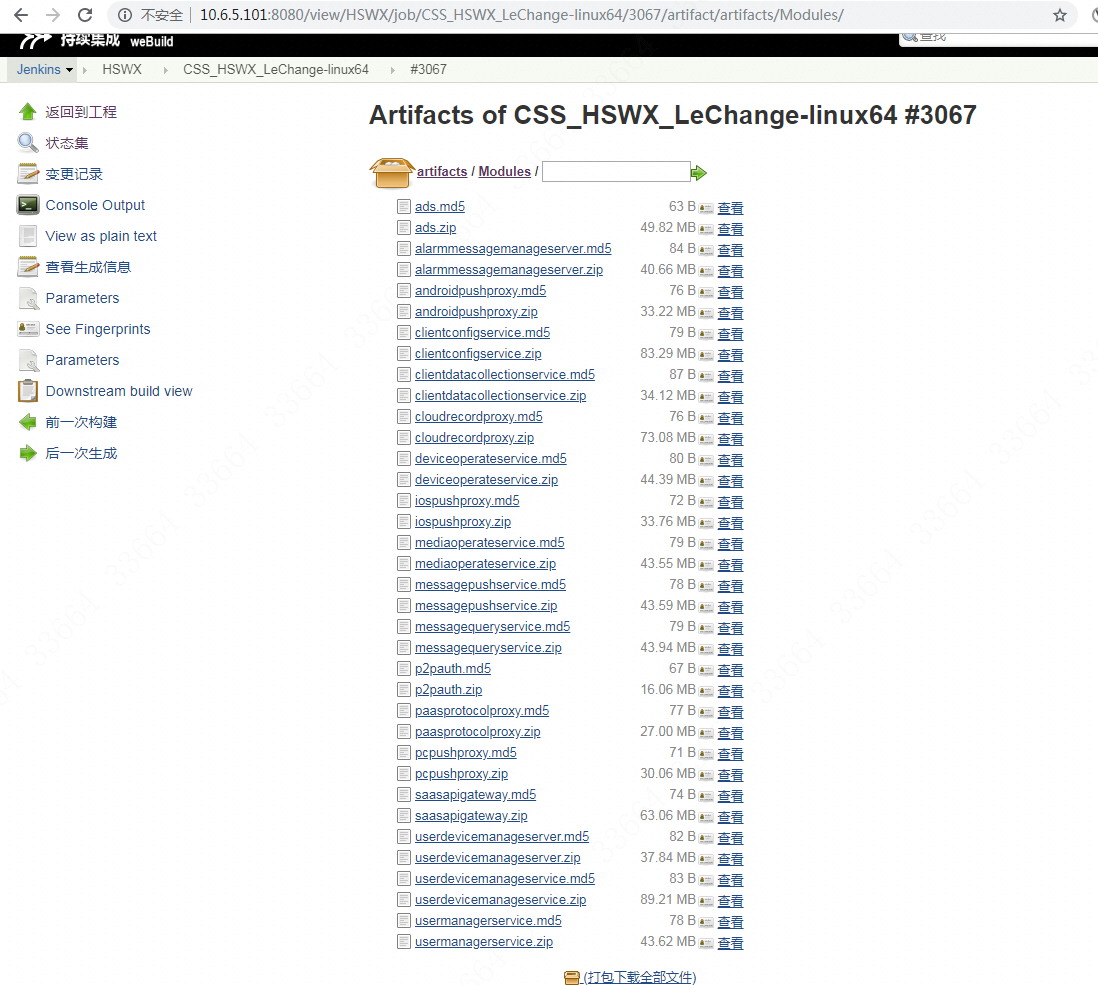 不安全 | 10.6.5.101:8080/view/HSWX/job/CSS_HSWX_LeChange-linux64/3067/artifact/artifacts/Modules/
持续集成 weBuild
查找
Jenkins HSWX CSS_HSWX_LeChange-linux64 #3067
返回到工程
状态集
变更记录
Console Output
View as plain text
查看生成信息
Parameters
See Fingerprints
Parameters
Downstream build view
前一次构建
后一次生成
Artifacts of CSS_HSWX_LeChange-linux64 #3067
artifacts / Modules /
ads.md5 63 B 查看
ads.zip 49.82 MB 查看
alarmmessagemanageserver.md5 84 B 查看
alarmmessagemanageserver.zip 40.66 MB 查看
androidpushproxy.md5 76 B 查看
androidpushproxy.zip 33.22 MB 查看
clientconfigservice.md5 79 B 查看
clientconfigservice.zip 83.29 MB 查看
clientdatacollectionservice.md5 87 B 查看
clientdatacollectionservice.zip 34.12 MB 查看
cloudrecordproxy.md5 76 B 查看
cloudrecordproxy.zip 73.08 MB 查看
deviceoperateservice.md5 80 B 查看
deviceoperateservice.zip 44.39 MB 查看
iospushproxy.md5 72 B 查看
iospushproxy.zip 33.76 MB 查看
mediaoperateservice.md5 79 B 查看
mediaoperateservice.zip 43.55 MB 查看
messagepushservice.md5 78 B 查看
messagepushservice.zip 43.59 MB 查看
messagequeryservice.md5 79 B 查看
messagequeryservice.zip 43.94 MB 查看
p2pauth.md5 67 B 查看
p2pauth.zip 16.06 MB 查看
paasprotocolproxy.md5 77 B 查看
paasprotocolproxy.zip 27.00 MB 查看
pcpushproxy.md5 71 B 查看
pcpushproxy.zip 30.06 MB 查看
saasapigateway.md5 74 B 查看
saasapigateway.zip 63.06 MB 查看
userdevicemanageserver.md5 82 B 查看
userdevicemanageserver.zip 37.84 MB 查看
userdevicemanageservice.md5 83 B 查看
userdevicemanageservice.zip 89.21 MB 查看
usermanagerservice.md5 78 B 查看
usermanagerservice.zip 43.62 MB 查看
(打包下载全部文件)